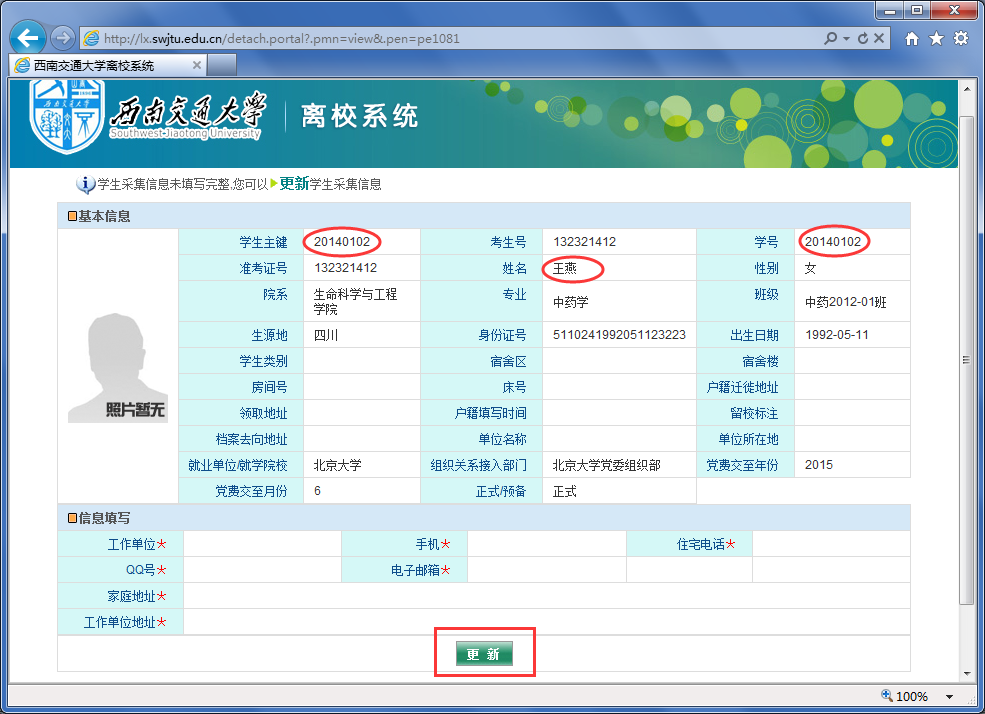 http://lx.swjtu.edu.cn/detach.portal?.pmn=view&.pen=pe1081
西南交通大学离校系统
西南交通大学
Southwest Jiaotong University
离校系统
学生采集信息未填写完整,您可以 更新学生采集信息
基本信息
学生主键 20140102 考生号 132321412 学号 20140102
准考证号 132321412 姓名 王燕 性别 女
院系 生命科学与工程学院 专业 中药学 班级 中药2012-01班
生源地 四川 身份证号 5110241992051123223 出生日期 1992-05-11
学生类别 宿舍区 宿舍楼
房间号 床号 户籍迁徙地址
照片暂无
领取地址 户籍填写时间 留校标注
档案去向地址 单位名称 单位所在地
就业单位/就学院校 北京大学 组织关系接入部门 北京大学党委组织部 党费交至年份 2015
党费交至月份 6 正式/预备 正式
信息填写
工作单位* 手机* 住宅电话*
QQ号* 电子邮箱*
家庭地址*
工作单位地址*
更 新
100%